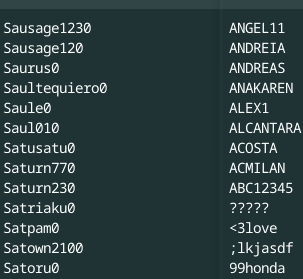 Sausage1230 ANGEL11
Sausage120 ANDREIA
Saurus0 ANDREAS
Saultequiero0 ANAKAREN
Saule0 ALEX1
Saul010 ALCANTARA
Satusatu0 ACOSTA
Saturn770 ACMILAN
Saturn230 ABC12345
Satriaku0 ?????
Satpam0 <3love
Satown2100 ;lkjasdf
Satoru0 99honda